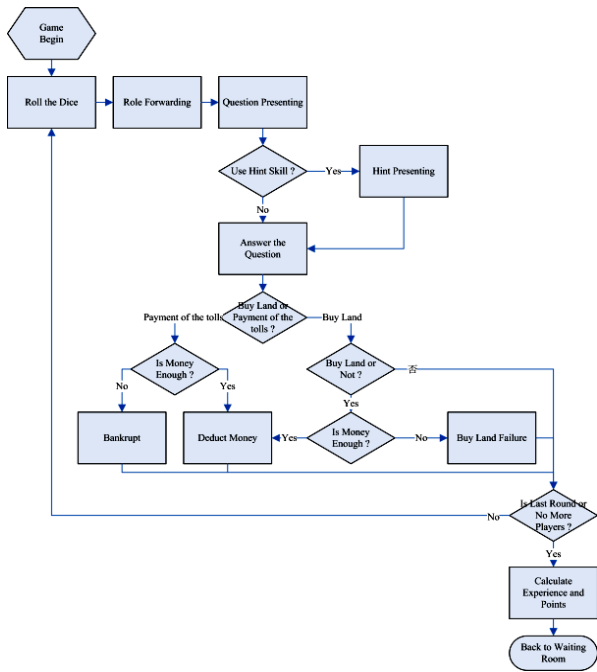 Game
Begin
Roll the Dice
Role Forwarding
Question Presenting
Use Hint Skill ?
Yes
Hint Presenting
No
Answer the
Question
Payment of the tolls
Buy Land or
Payment of the
tolls ?
Buy Land
Is Money
Enough ?
Buy Land or
Not ?
否
No
Yes
Yes
Bankrupt
Deduct Money
Yes
Is Money
Enough ?
No
Buy Land Failure
Is Last Round or
No More
Players ?
No
Yes
Calculate
Experience and
Points
Back to Waiting
Room